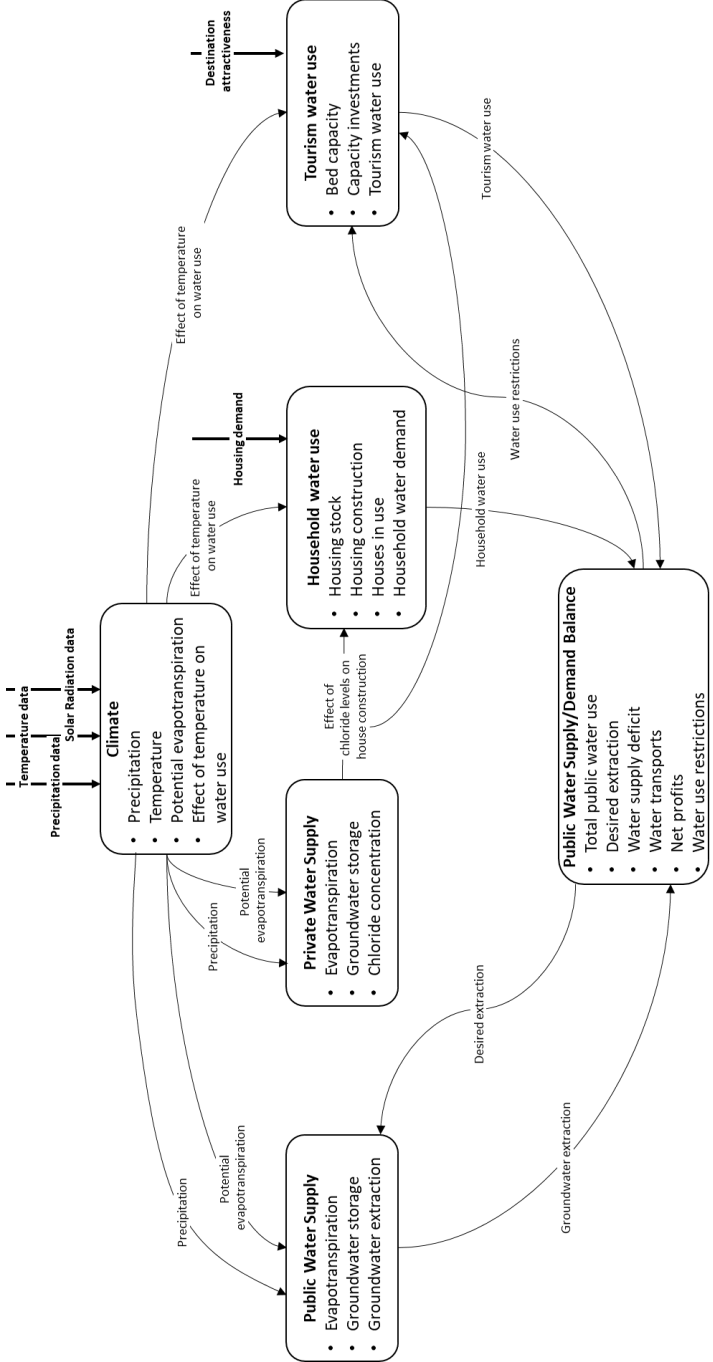 Temperature data
Precipitation data
Solar Radiation data
Climate
• Precipitation
• Temperature
• Potential evapotranspiration
• Effect of temperature on
water use
Precipitation
Potential
evapotranspiration
Precipitation
Potential
evapotranspiration
Effect of temperature
on water use
Effect of temperature
on water use
Housing demand
Destination
attractiveness
Public Water Supply
• Evapotranspiration
• Groundwater storage
• Groundwater extraction
Private Water Supply
• Evapotranspiration
• Groundwater storage
• Chloride concentration
Effect of
chloride levels on
house construction
Household water use
• Housing stock
• Housing construction
• Houses in use
• Household water demand
Tourism water use
• Bed capacity
• Capacity investments
• Tourism water use
Desired extraction
Groundwater extraction
Household water use
Water use restrictions
Tourism water use
Public Water Supply/Demand Balance
• Total public water use
• Desired extraction
• Water supply deficit
• Water transports
• Net profits
• Water use restrictions